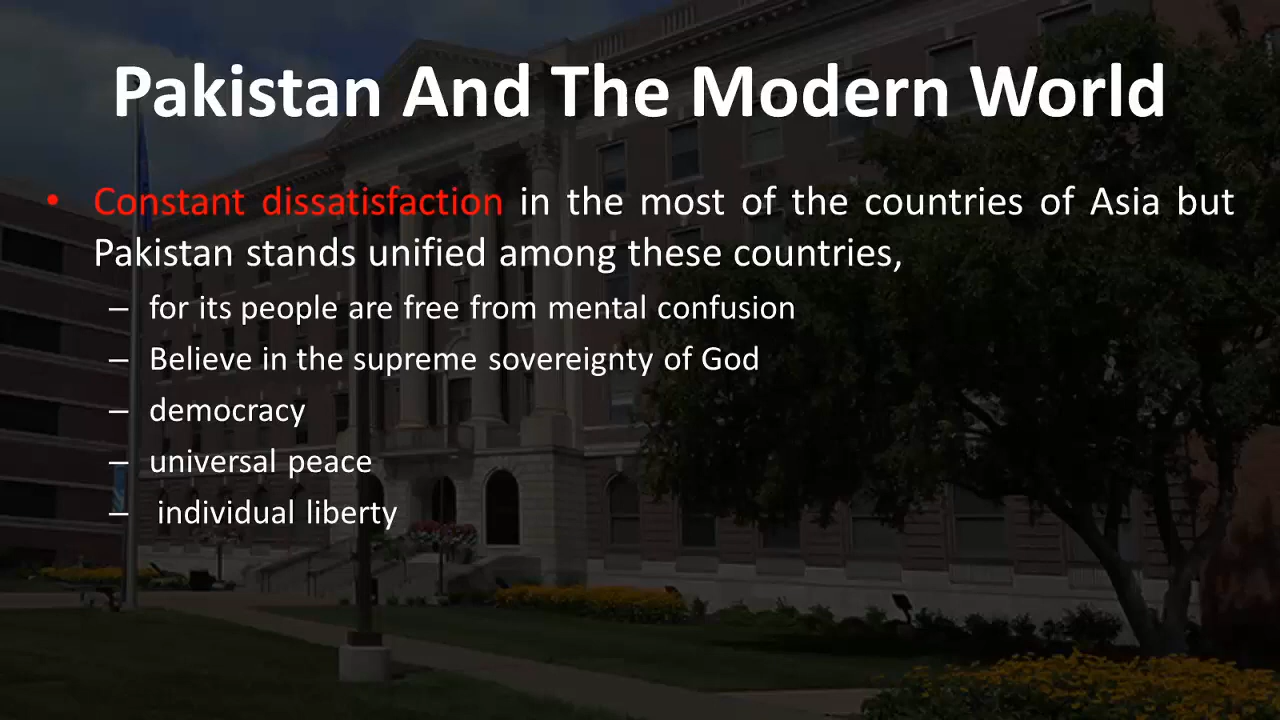 Pakistan And The Modern World
• Constant dissatisfaction in the most of the countries of Asia but
Pakistan stands unified among these countries,
– for its people are free from mental confusion
– Believe in the supreme sovereignty of God
– democracy
– universal peace
– individual liberty